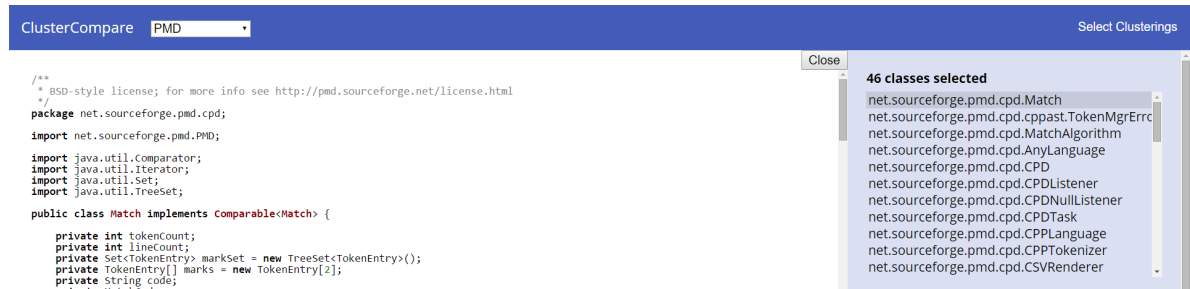 ClusterCompare PMD Select Clusterings
Close
/**
* BSD-style license; for more info see http://pmd.sourceforge.net/license.html
*/
package net.sourceforge.pmd.cpd;
import net.sourceforge.pmd.PMD;
import java.util.Comparator;
import java.util.Iterator;
import java.util.Set;
import java.util.TreeSet;
public class Match implements Comparable<Match> {
private int tokenCount;
private int lineCount;
private Set<TokenEntry> markSet = new TreeSet<TokenEntry>();
private TokenEntry[] marks = new TokenEntry[2];
private String code;
46 classes selected
net.sourceforge.pmd.cpd.Match
net.sourceforge.pmd.cpd.cppast.TokenMgrErrc
net.sourceforge.pmd.cpd.MatchAlgorithm
net.sourceforge.pmd.cpd.AnyLanguage
net.sourceforge.pmd.cpd.CPD
net.sourceforge.pmd.cpd.CPDListener
net.sourceforge.pmd.cpd.CPDNullListener
net.sourceforge.pmd.cpd.CPDTask
net.sourceforge.pmd.cpd.CPPLanguage
net.sourceforge.pmd.cpd.CPPTokenizer
net.sourceforge.pmd.cpd.CSVRenderer